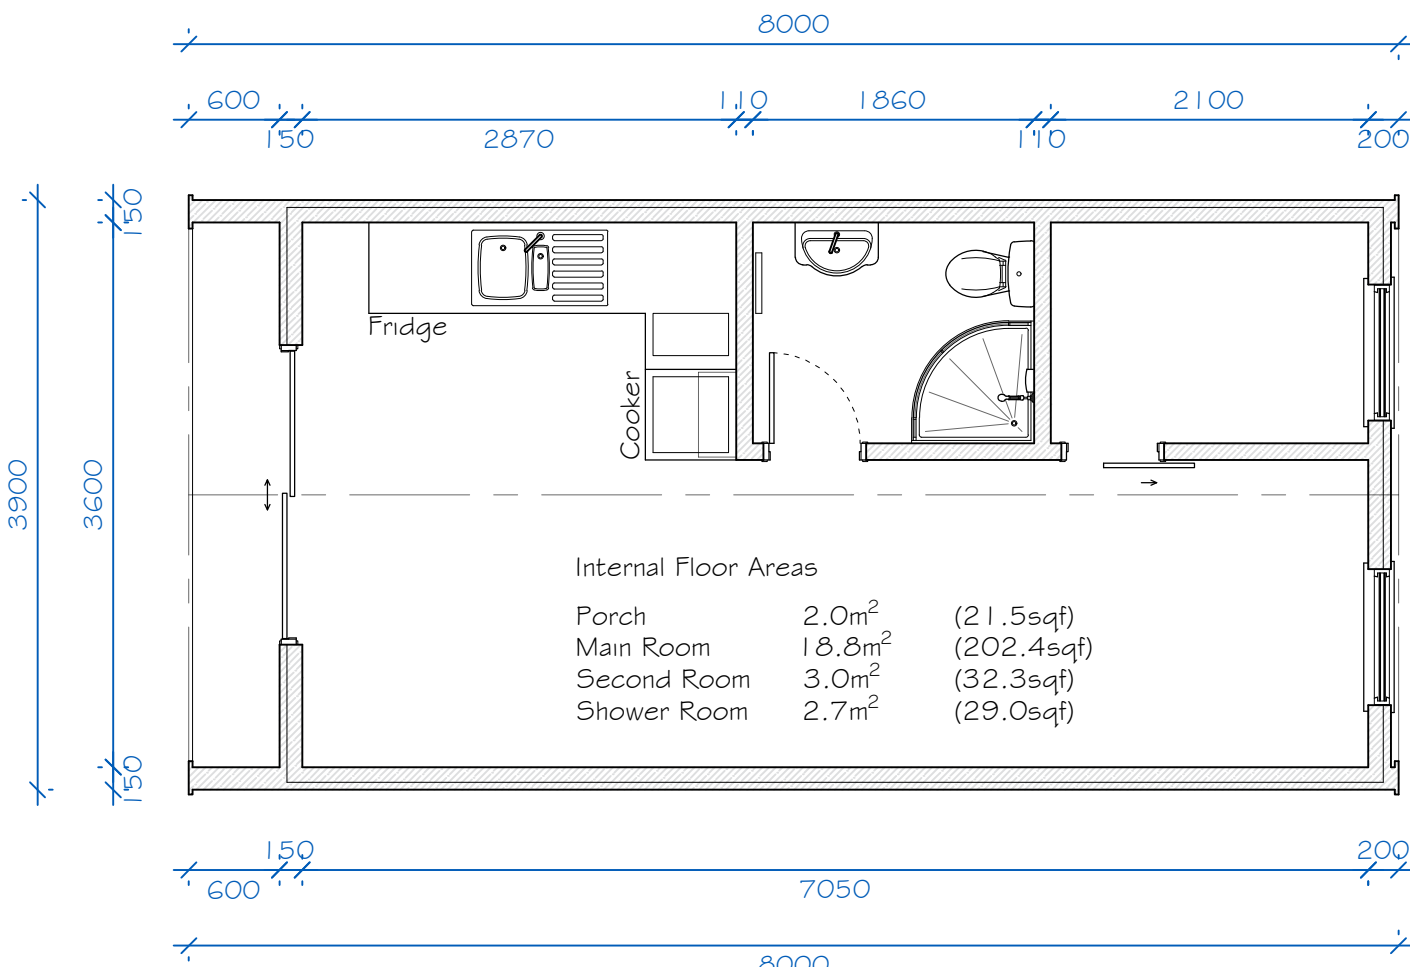 8000
600 110 1860 2100
150 2870 110 200
150
Fridge
Cooker
3900
3600
Internal Floor Areas
Porch 2.0m² (21.5sqf)
Main Room 18.8m² (202.4sqf)
Second Room 3.0m² (32.3sqf)
Shower Room 2.7m² (29.0sqf)
150
150 200
600 7050
8000